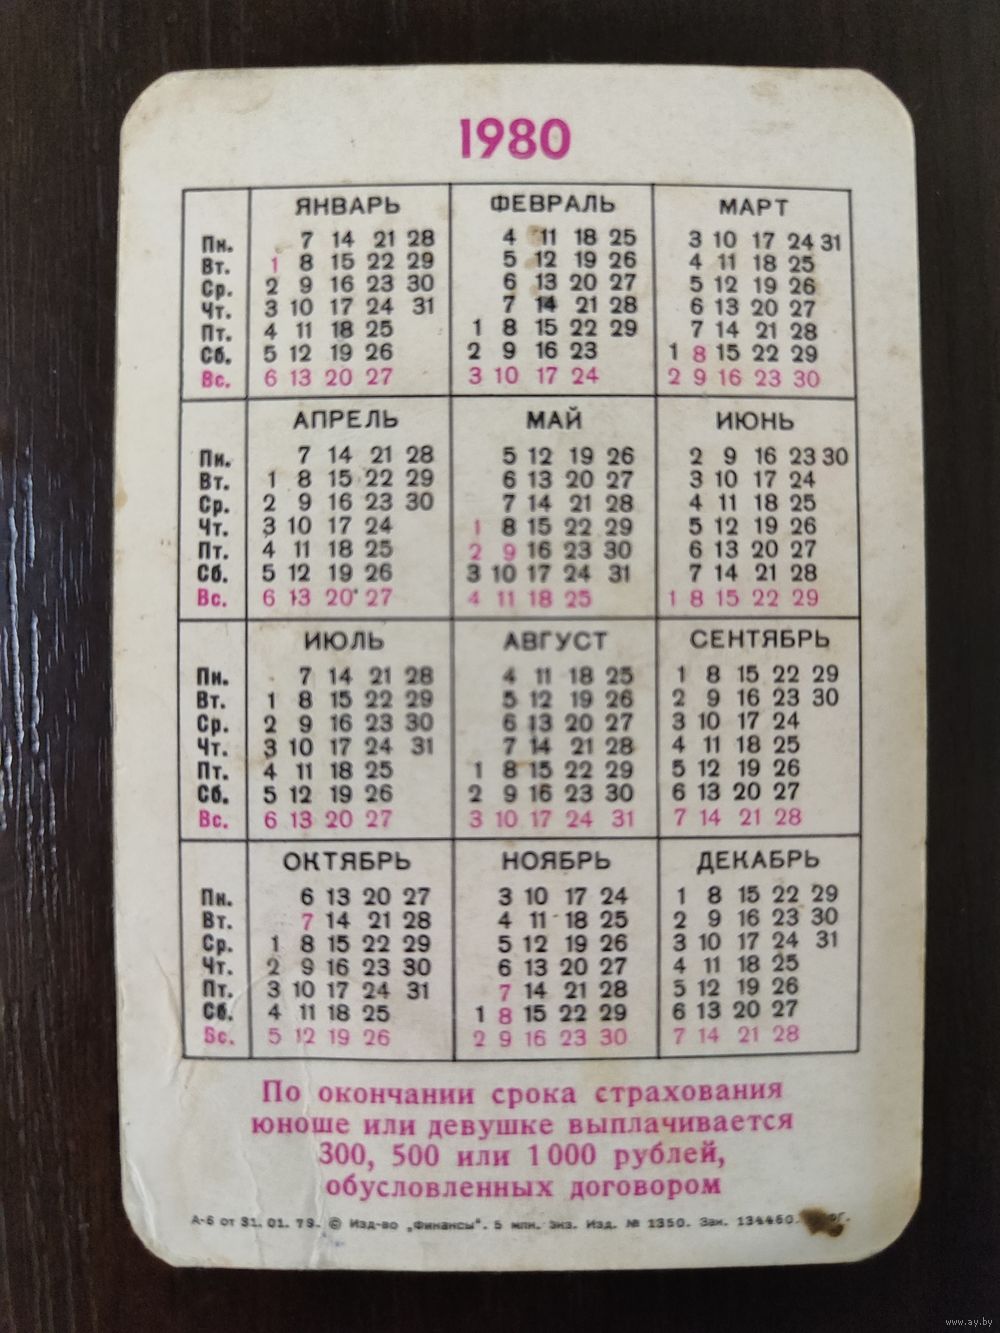 1980
ЯНВАРЬ ФЕВРАЛЬ МАРТ
Пн. 7 14 21 28 4 11 18 25 3 10 17 24 31
Вт. 1 8 15 22 29 5 12 19 26 4 11 18 25
Ср. 2 9 16 23 30 6 13 20 27 5 12 19 26
Чт. 3 10 17 24 31 7 14 21 28 6 13 20 27
Пт. 4 11 18 25 1 8 15 22 29 7 14 21 28
Сб. 5 12 19 26 2 9 16 23 1 8 15 22 29
Вс. 6 13 20 27 3 10 17 24 2 9 16 23 30
АПРЕЛЬ МАЙ ИЮНЬ
Пн. 7 14 21 28 5 12 19 26 2 9 16 23 30
Вт. 1 8 15 22 29 6 13 20 27 3 10 17 24
Ср. 2 9 16 23 30 7 14 21 28 4 11 18 25
Чт. 3 10 17 24 1 8 15 22 29 5 12 19 26
Пт. 4 11 18 25 2 9 16 23 30 6 13 20 27
Сб. 5 12 19 26 3 10 17 24 31 7 14 21 28
Вс. 6 13 20 27 4 11 18 25 1 8 15 22 29
ИЮЛЬ АВГУСТ СЕНТЯБРЬ
Пн. 7 14 21 28 4 11 18 25 1 8 15 22 29
Вт. 1 8 15 22 29 5 12 19 26 2 9 16 23 30
Ср. 2 9 16 23 30 6 13 20 27 3 10 17 24
Чт. 3 10 17 24 31 7 14 21 28 4 11 18 25
Пт. 4 11 18 25 1 8 15 22 29 5 12 19 26
Сб. 5 12 19 26 2 9 16 23 30 6 13 20 27
Вс. 6 13 20 27 3 10 17 24 31 7 14 21 28
ОКТЯБРЬ НОЯБРЬ ДЕКАБРЬ
Пн. 6 13 20 27 3 10 17 24 1 8 15 22 29
Вт. 7 14 21 28 4 11 18 25 2 9 16 23 30
Ср. 1 8 15 22 29 5 12 19 26 3 10 17 24 31
Чт. 2 9 16 23 30 6 13 20 27 4 11 18 25
Пт. 3 10 17 24 31 7 14 21 28 5 12 19 26
Сб. 4 11 18 25 1 8 15 22 29 6 13 20 27
Вс. 5 12 19 26 2 9 16 23 30 7 14 21 28
По окончании срока страхования
юноше или девушке выплачивается
300, 500 или 1 000 рублей,
обусловленных договором
А-6 от 31. 01. 79. © Изд-во „Финансы". 5 млн. экз. Изд. № 1350. Зак. 134460.
www.ay.by